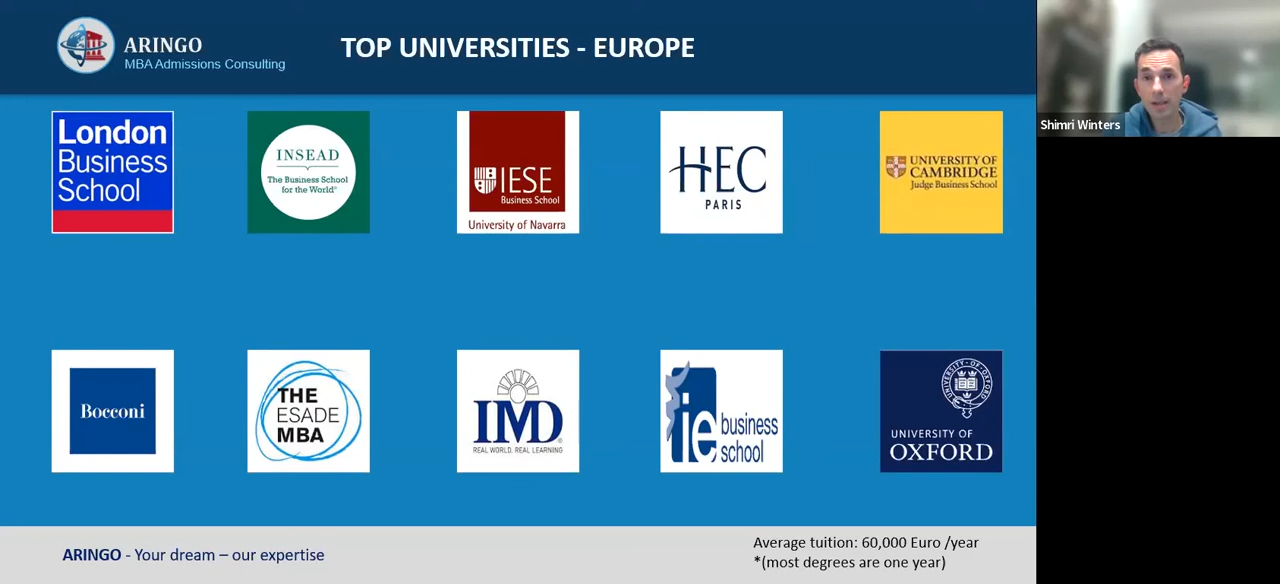 ARINGO
MBA Admissions Consulting
TOP UNIVERSITIES - EUROPE
Shimri Winters
London
Business
School
INSEAD
The Business School
for the World®
IESE
Business School
University of Navarra
HEC
PARIS
UNIVERSITY OF
CAMBRIDGE
Judge Business School
Bocconi
THE
ESADE
MBA
IMD®
REAL WORLD. REAL LEARNING
ie business
school
UNIVERSITY OF OXFORD
UNIVERSITY OF
OXFORD
ARINGO - Your dream – our expertise
Average tuition: 60,000 Euro /year
*(most degrees are one year)